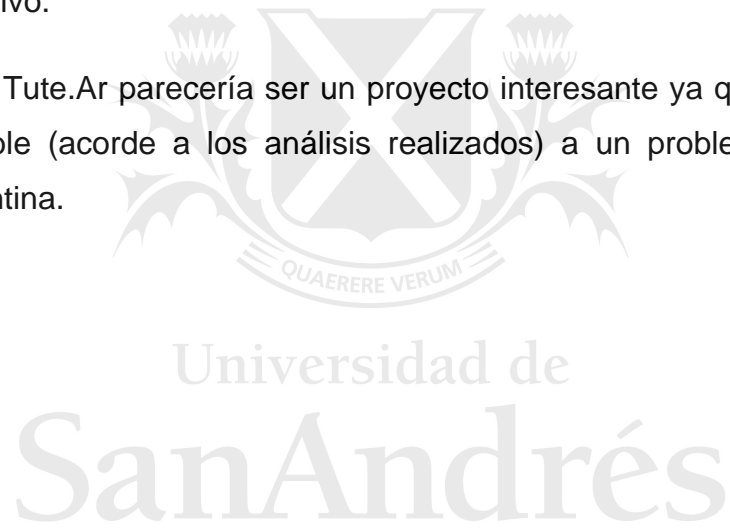 ivo.
Tute.Ar parecería ser un proyecto interesante ya q
ble (acorde a los análisis realizados) a un proble
ntina.
QUAERERE VERUM
Universidad de
SanAndrés